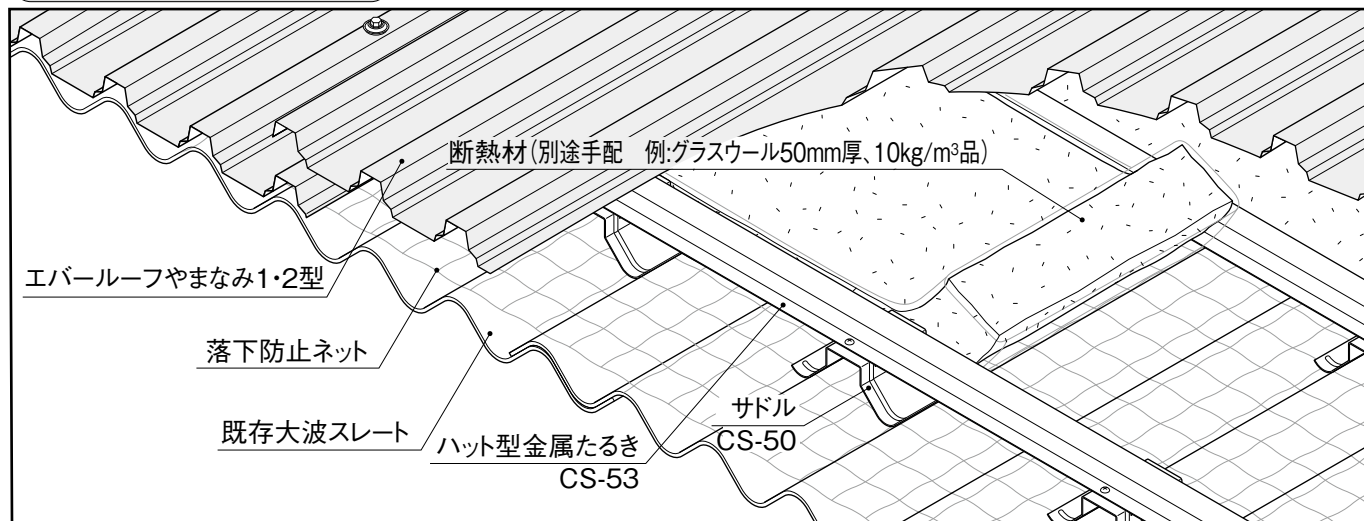 断熱材(別途手配　例:グラスウール50mm厚、10kg/m³品)
エバールーフやまなみ1・2型
落下防止ネット
既存大波スレート
ハット型金属たるき
CS-53
サドル
CS-50